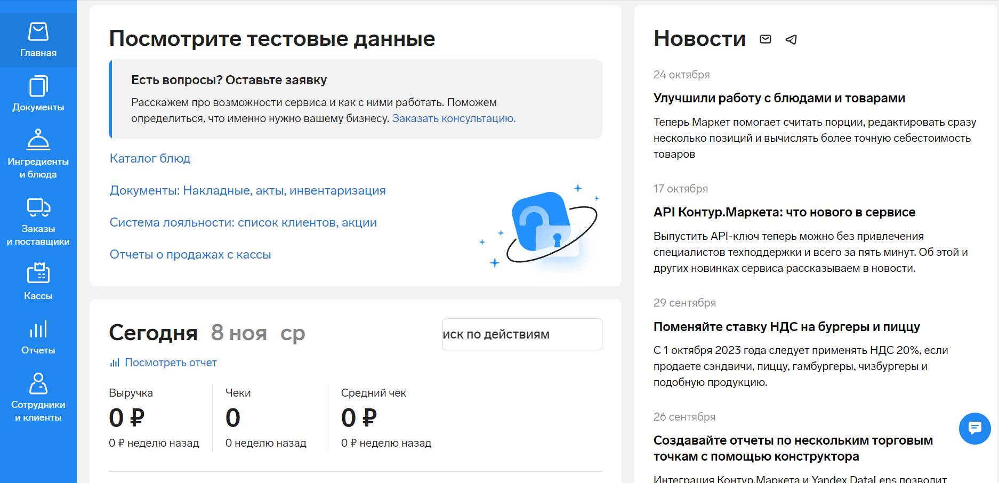 Главная
Документы
Ингредиенты
и блюда
Заказы
и поставщики
Кассы
Отчеты
Сотрудники
и клиенты
Посмотрите тестовые данные
Есть вопросы? Оставьте заявку
Расскажем про возможности сервиса и как с ними работать. Поможем
определиться, что именно нужно вашему бизнесу. Заказать консультацию.
Каталог блюд
Документы: Накладные, акты, инвентаризация
Система лояльности: список клиентов, акции
Отчеты о продажах с кассы
Сегодня 8 ноя ср
иск по действиям
Посмотреть отчет
Выручка
0 ₽
0 ₽ неделю назад
Чеки
0
0 неделю назад
Средний чек
0 ₽
0 ₽ неделю назад
Новости
24 октября
Улучшили работу с блюдами и товарами
Теперь Маркет помогает считать порции, редактировать сразу
несколько позиций и вычислять более точную себестоимость
товаров
17 октября
API Контур.Маркета: что нового в сервисе
Выпустить API-ключ теперь можно без привлечения
специалистов техподдержки и всего за пять минут. Об этой и
других новинках сервиса рассказываем в новости.
29 сентября
Поменяйте ставку НДС на бургеры и пиццу
С 1 октября 2023 года следует применять НДС 20%, если
продаете сэндвичи, пиццу, гамбургеры, чизбургеры и
подобную продукцию.
26 сентября
Создавайте отчеты по нескольким торговым
точкам с помощью конструктора
Интеграция Контур.Маркета и Yandex DataLens позволит